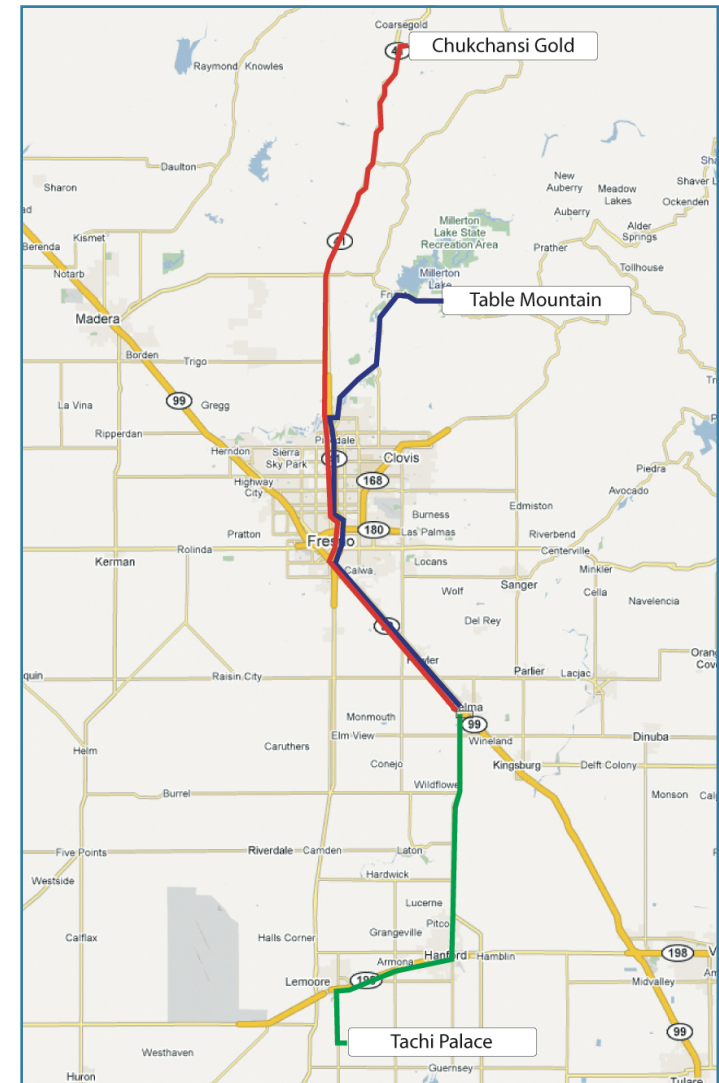 Coarsegold
Chukchansi Gold
Raymond Knowles
Daulton
Sharon
New
Auberry
Meadow
Lakes
Shaver L
Ockenden
Auberry
Alder
Springs
Millerton
Lake State
Recreation Area
41
Kismet
Berenda
Prather
Tollhouse
Notarb
Millerton
Lake
Table Mountain
Madera
Borden
Trigo
99
Gregg
La Vina
Ripperdan
Herndon
Sierra
Sky Park
Clovis
Highway
City
168
Piedra
Avocado
Burness
Edmiston
180
Las Palmas
Pratton
Fresno
Riverbend
Centerville
Rolinda
Kerman
Calwa
Locans
Minkler
Sanger
Cella
Wolf
Navelencia
Del Rey
Raisin City
Parlier
Lacjac
Monmouth
99
Elm View
Wineland
Dinuba
Helm
Caruthers
Conejo
Kingsburg
Delft Colony
Burrel
Wildflowe
Monson
Five Points
Riverdale
Camden
Laton
Westside
Hardwick
Lucerne
Pitco
Grangeville
Calflax
Halls Corner
Hanford
Hamblin
198
Armona
Lemoore
Midvalley
99
Tachi Palace
Westhaven
Guernsey
Huron
Tulare